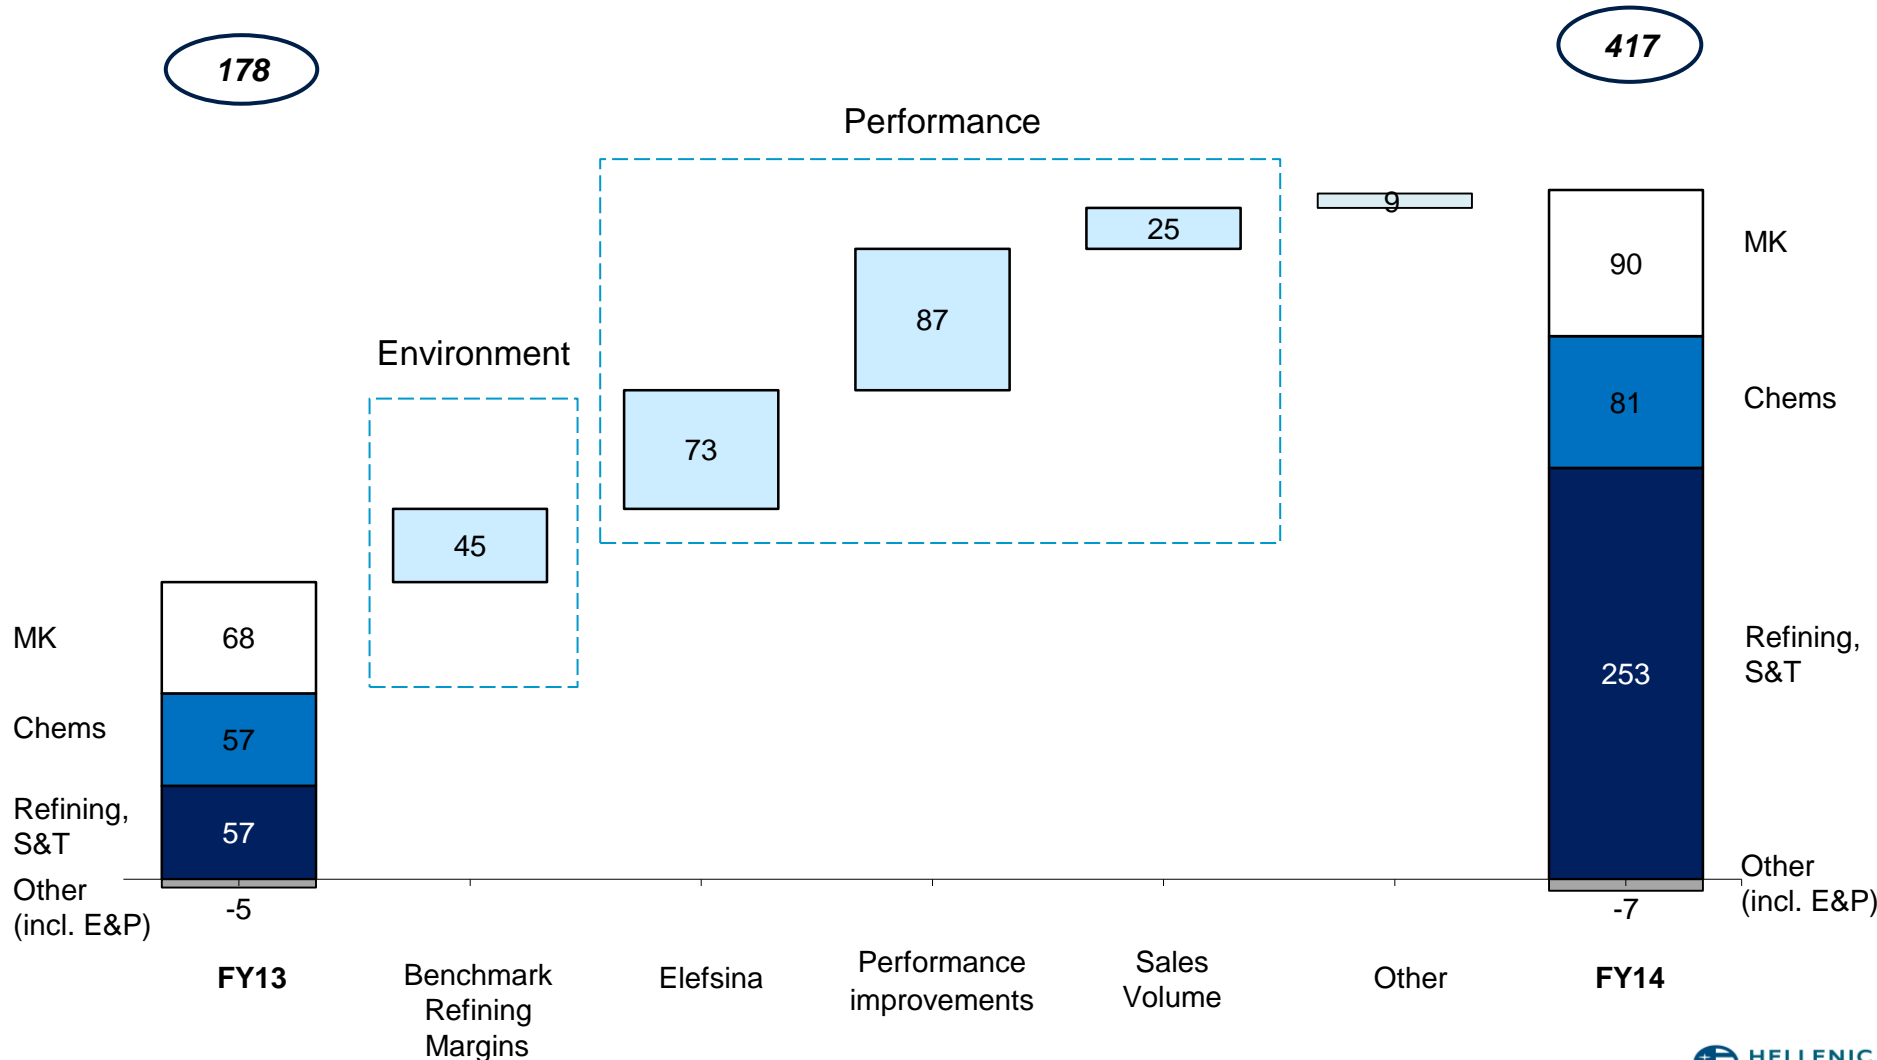 178
417
Performance
9
25
MK
90
87
Environment
81
Chems
73
45
MK
68
Refining,
S&T
253
Chems
57
Refining,
S&T
57
Other
(incl. E&P)
-5
Other
(incl. E&P)
-7
FY13
Benchmark
Refining
Margins
Elefsina
Performance
improvements
Sales
Volume
Other
FY14
HELLENIC